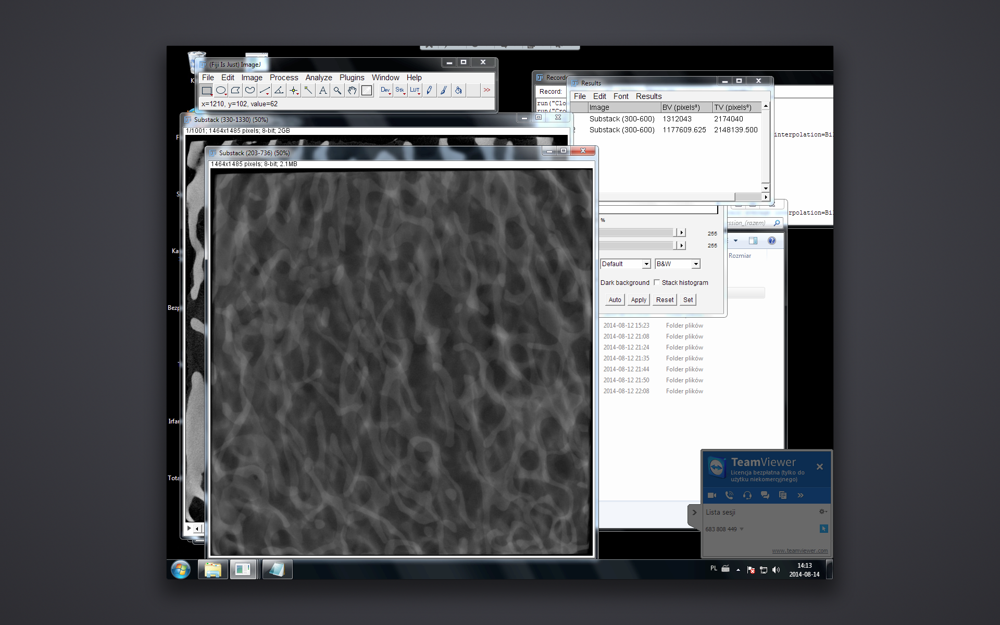 (Fiji Is Just) ImageJ
File Edit Image Process Analyze Plugins Window Help
Dev Stk LUT >>
x=1210, y=102, value=62
Record:
run("Clo
run("Cro
Results
File Edit Font Results
Image BV (pixels³) TV (pixels³)
Substack (300-600) 1312043 2174040
Substack (300-600) 1177609.625 2148139.500
interpolation=Bil
rpolation=Bil
Substack (330-1330) (50%)
1/1001; 1464x1485 pixels; 8-bit; 2GB
Substack (203-736) (50%)
1464x1485 pixels; 8-bit; 2.1MB
%
255
255
Default B&W
Dark background Stack histogram
Auto Apply Reset Set
ession_(razem)
Rozmiar
2014-08-12 15:23 Folder plików
2014-08-12 21:08 Folder plików
2014-08-12 21:24 Folder plików
2014-08-12 21:35 Folder plików
2014-08-12 21:44 Folder plików
2014-08-12 21:50 Folder plików
2014-08-12 22:08 Folder plików
K
F
S
Ka
Bezp
Irfar
Tota
TeamViewer
Licencja bezpłatna (tylko do
użytku niekomercyjnego)
Lista sesji
683 808 449
www.teamviewer.com
PL
14:13
2014-08-14